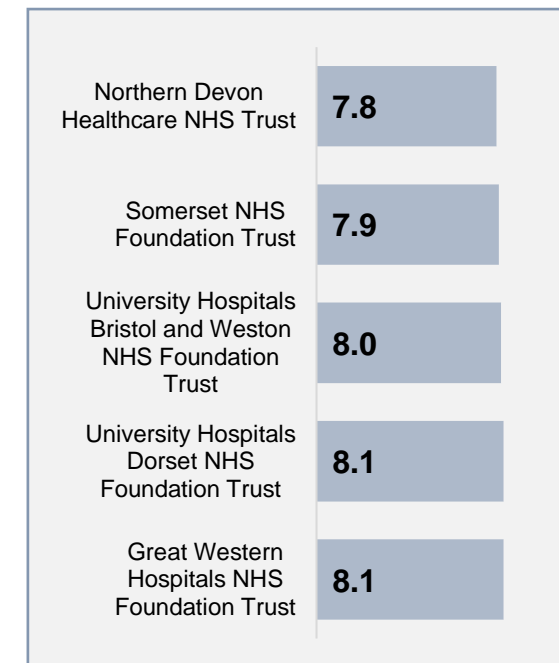 Northern Devon
Healthcare NHS Trust
7.8
Somerset NHS
Foundation Trust
7.9
University Hospitals
Bristol and Weston
NHS Foundation
Trust
8.0
University Hospitals
Dorset NHS
Foundation Trust
8.1
Great Western
Hospitals NHS
Foundation Trust
8.1